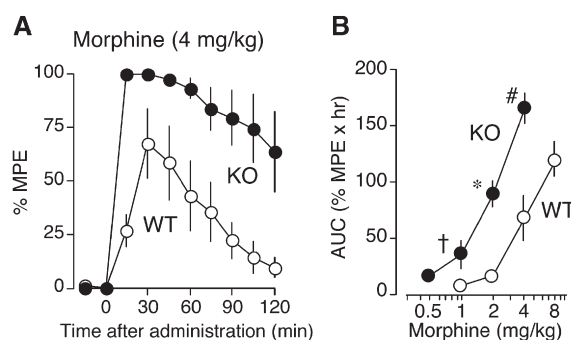 A
Morphine (4 mg/kg)
100
75
50
25
0
% MPE
KO
WT
0 30 60 90 120
Time after administration (min)
B
200
150
100
50
0
AUC (% MPE x hr)
#
KO
*
WT
†
0.5 1 2 4 8
Morphine (mg/kg)